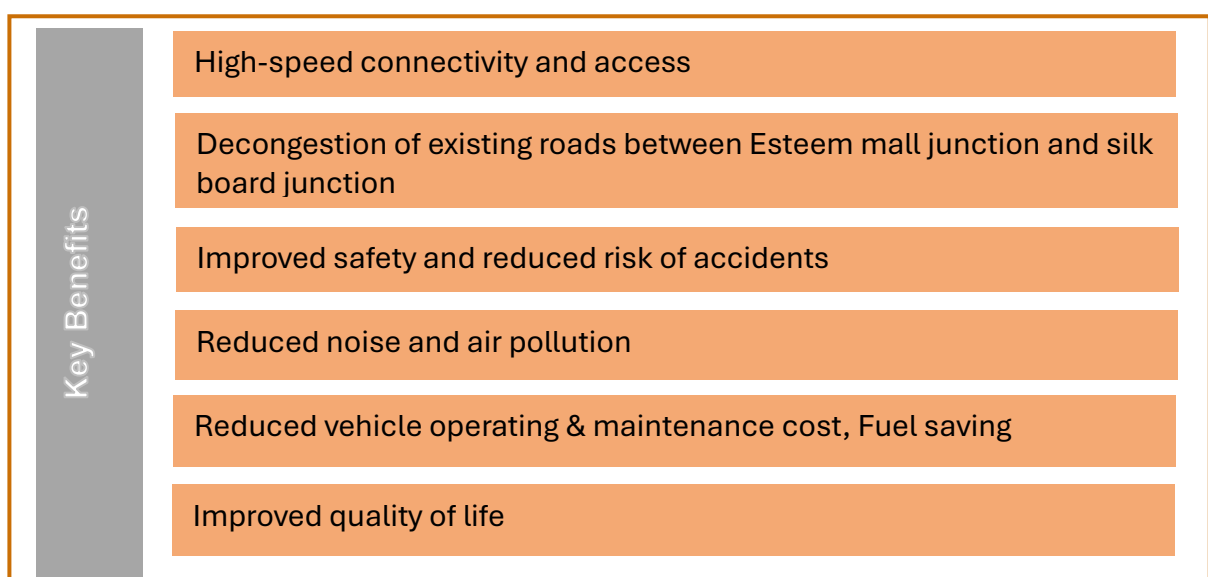 Key Benefits
High-speed connectivity and access
Decongestion of existing roads between Esteem mall junction and silk
board junction
Improved safety and reduced risk of accidents
Reduced noise and air pollution
Reduced vehicle operating & maintenance cost, Fuel saving
Improved quality of life